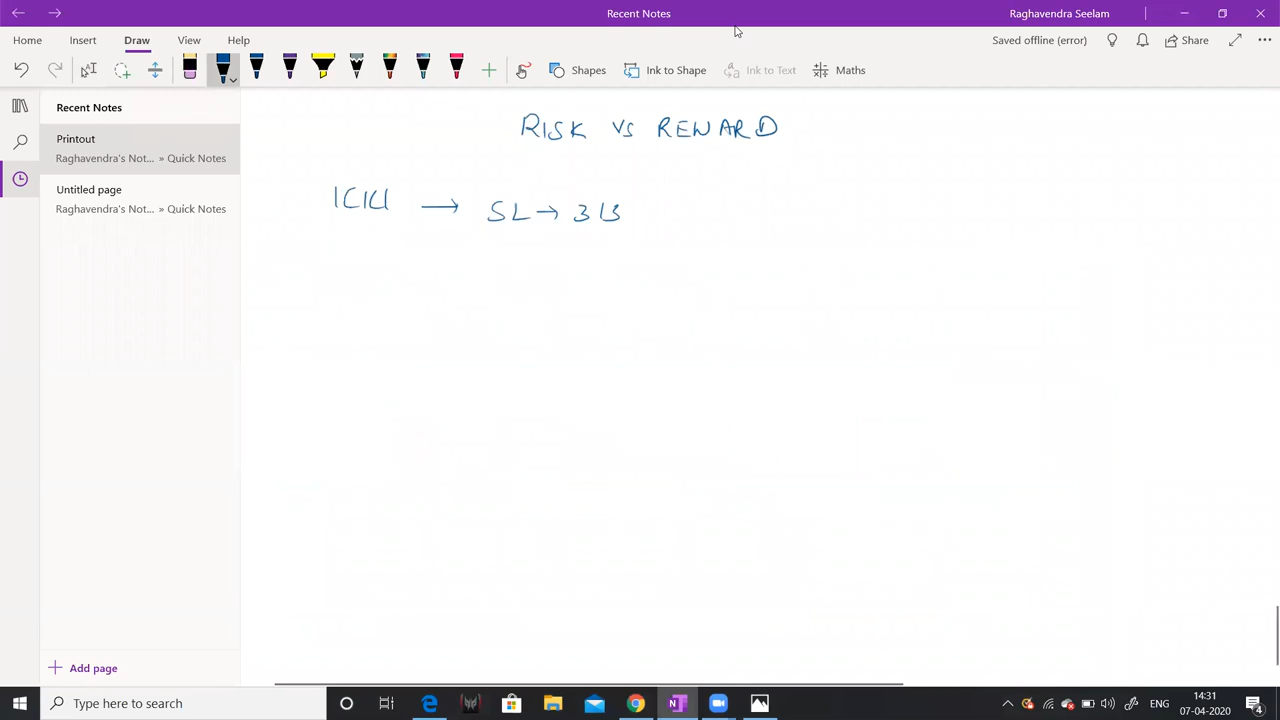 Recent Notes
Raghavendra Seelam
Home
Insert
Draw
View
Help
Saved offline (error)
Share
Shapes
Ink to Shape
Ink to Text
Maths
Recent Notes
Printout
Raghavendra's Not... » Quick Notes
Untitled page
Raghavendra's Not... » Quick Notes
RISK VS REWARD
ICICI → SL → 313
Add page
Type here to search
ENG
14:31
07-04-2020
4